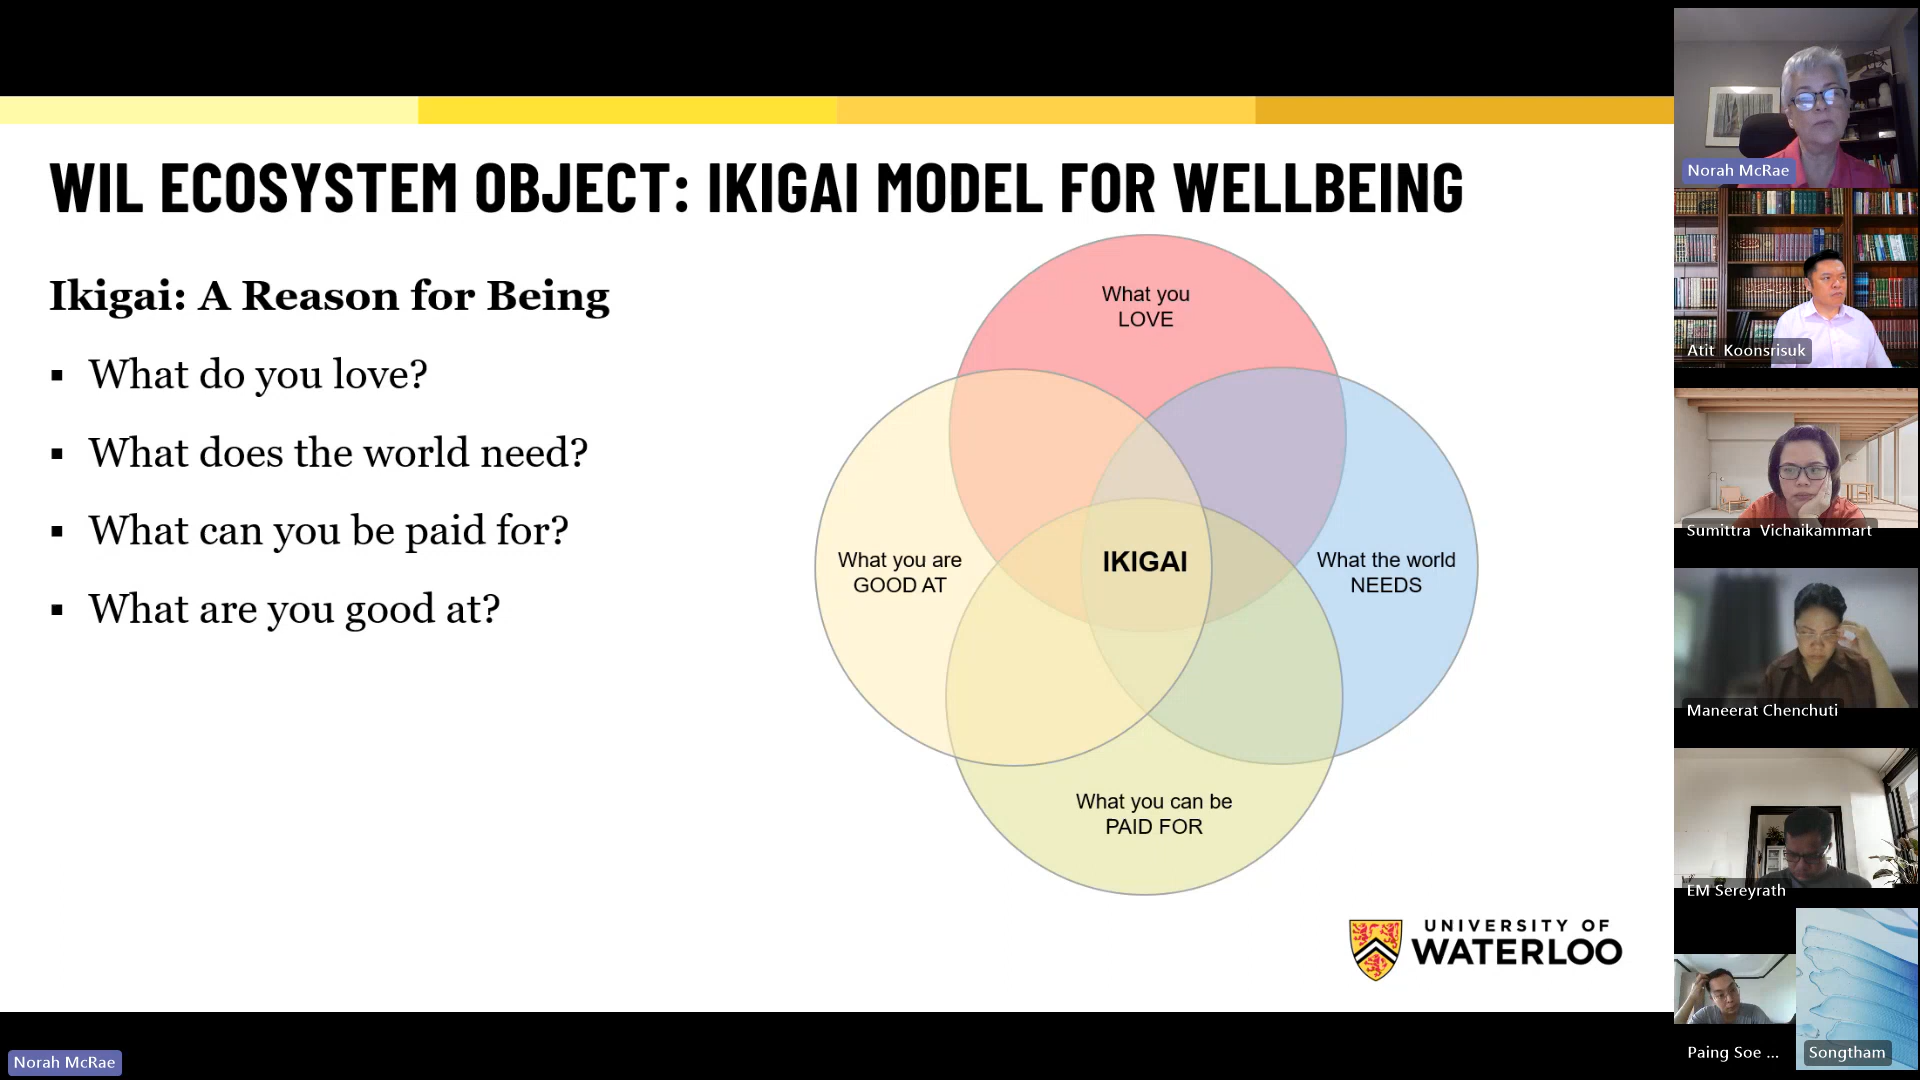 WIL ECOSYSTEM OBJECT: IKIGAI MODEL FOR WELLBEING
Ikigai: A Reason for Being
▪ What do you love?
▪ What does the world need?
▪ What can you be paid for?
▪ What are you good at?
What you
LOVE
What you are
GOOD AT
IKIGAI
What the world
NEEDS
What you can be
PAID FOR
UNIVERSITY OF
WATERLOO
Norah McRae
Norah McRae
Atit Koonsrisuk
Sumittra Vichaikammart
Maneerat Chenchuti
EM Sereyrath
Paing Soe ...
Songtham